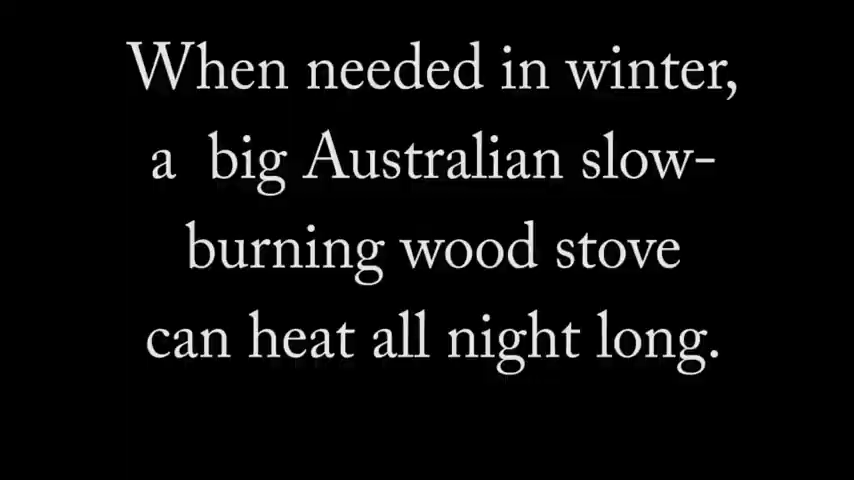 When needed in winter,
a  big Australian slow-
burning wood stove
can heat all night long.